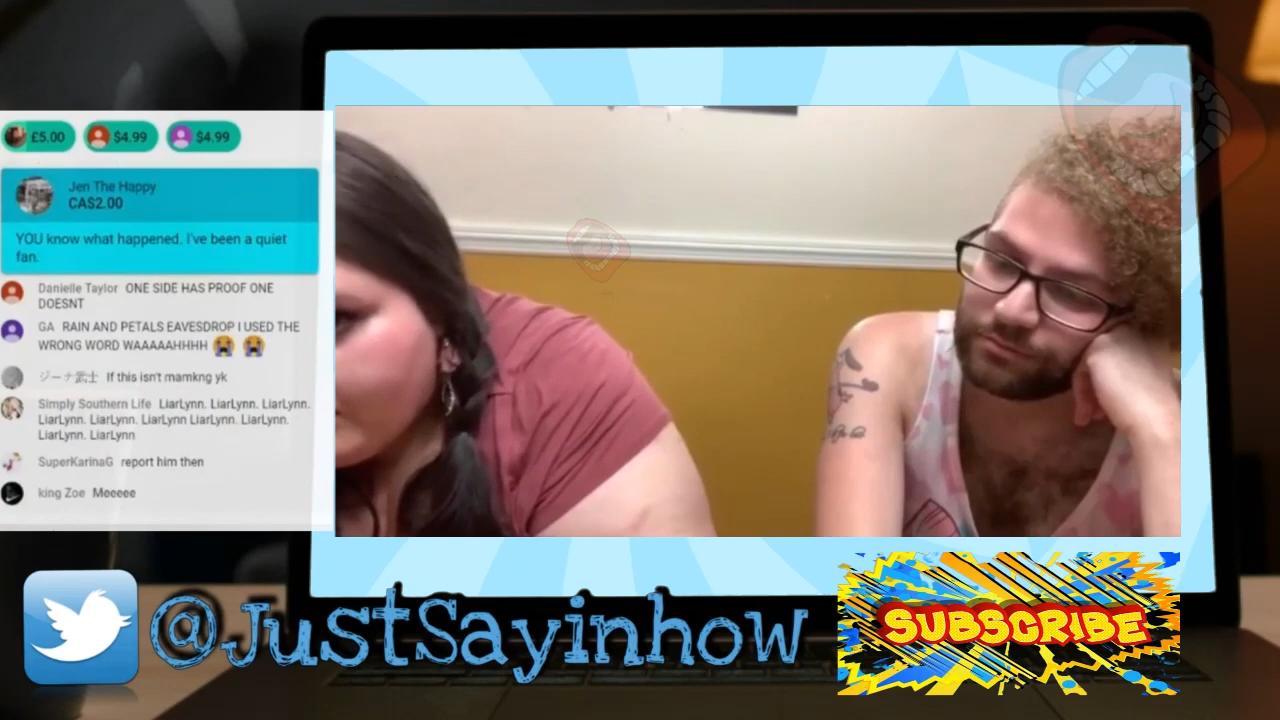 £5.00 $4.99 $4.99
Jen The Happy
CA$2.00
YOU know what happened. I've been a quiet
fan.
Danielle Taylor ONE SIDE HAS PROOF ONE
DOESNT
GA RAIN AND PETALS EAVESDROP I USED THE
WRONG WORD WAAAAAHHHH 😭 😭
ジーナ武士 If this isn't mamkng yk
Simply Southern Life LiarLynn. LiarLynn. LiarLynn.
LiarLynn. LiarLynn. LiarLynn LiarLynn. LiarLynn.
LiarLynn. LiarLynn
SuperKarinaG report him then
king Zoe Meeeee
@JustSayinhow
SUBSCRIBE